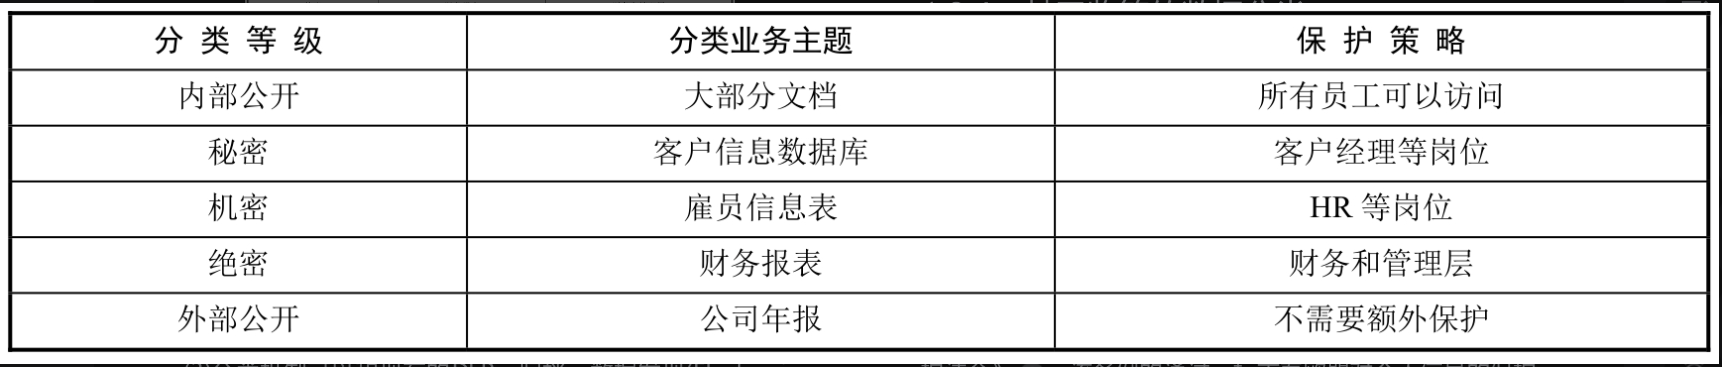 分类等级 分类业务主题 保护策略
内部公开 大部分文档 所有员工可以访问
秘密 客户信息数据库 客户经理等岗位
机密 雇员信息表 HR 等岗位
绝密 财务报表 财务和管理层
外部公开 公司年报 不需要额外保护